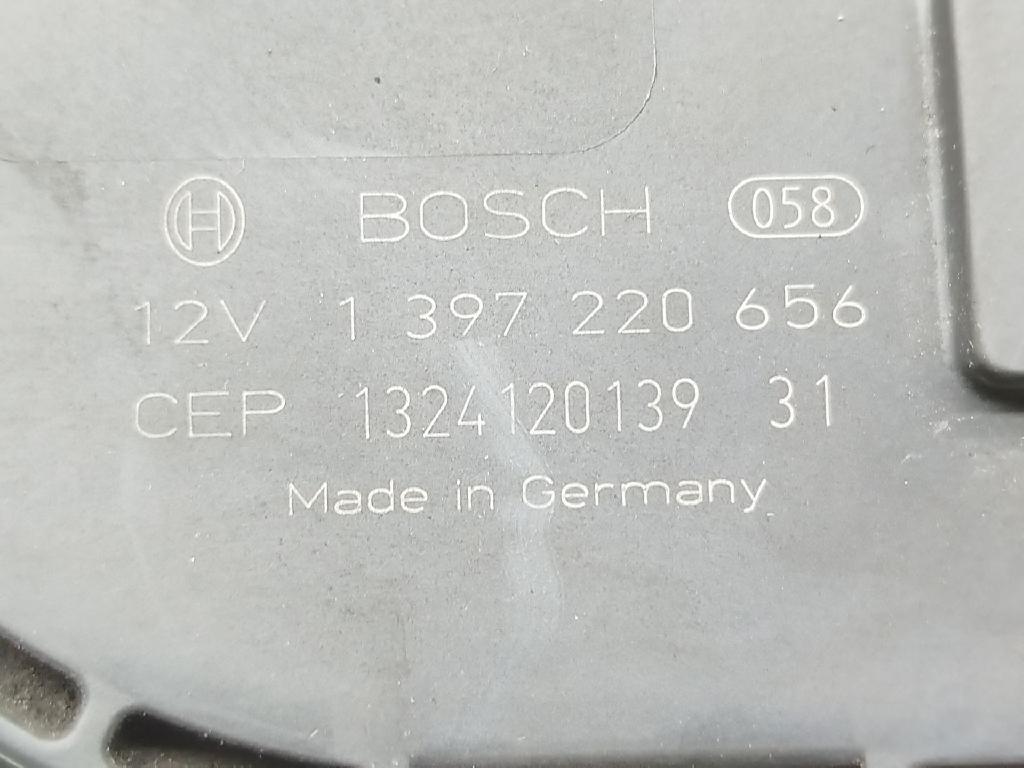 BOSCH 058
12V 1 397 220 656
CEP 1324120139 31
Made in Germany